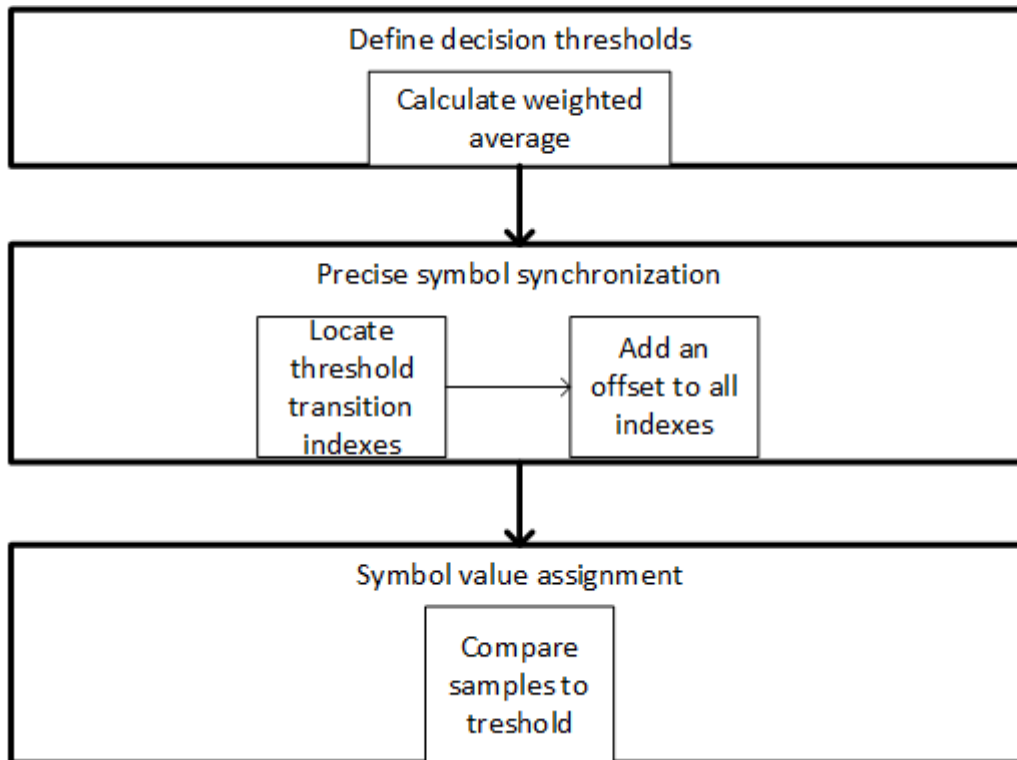 Define decision thresholds
Calculate weighted
average
Precise symbol synchronization
Locate
threshold
transition
indexes
Add an
offset to all
indexes
Symbol value assignment
Compare
samples to
treshold